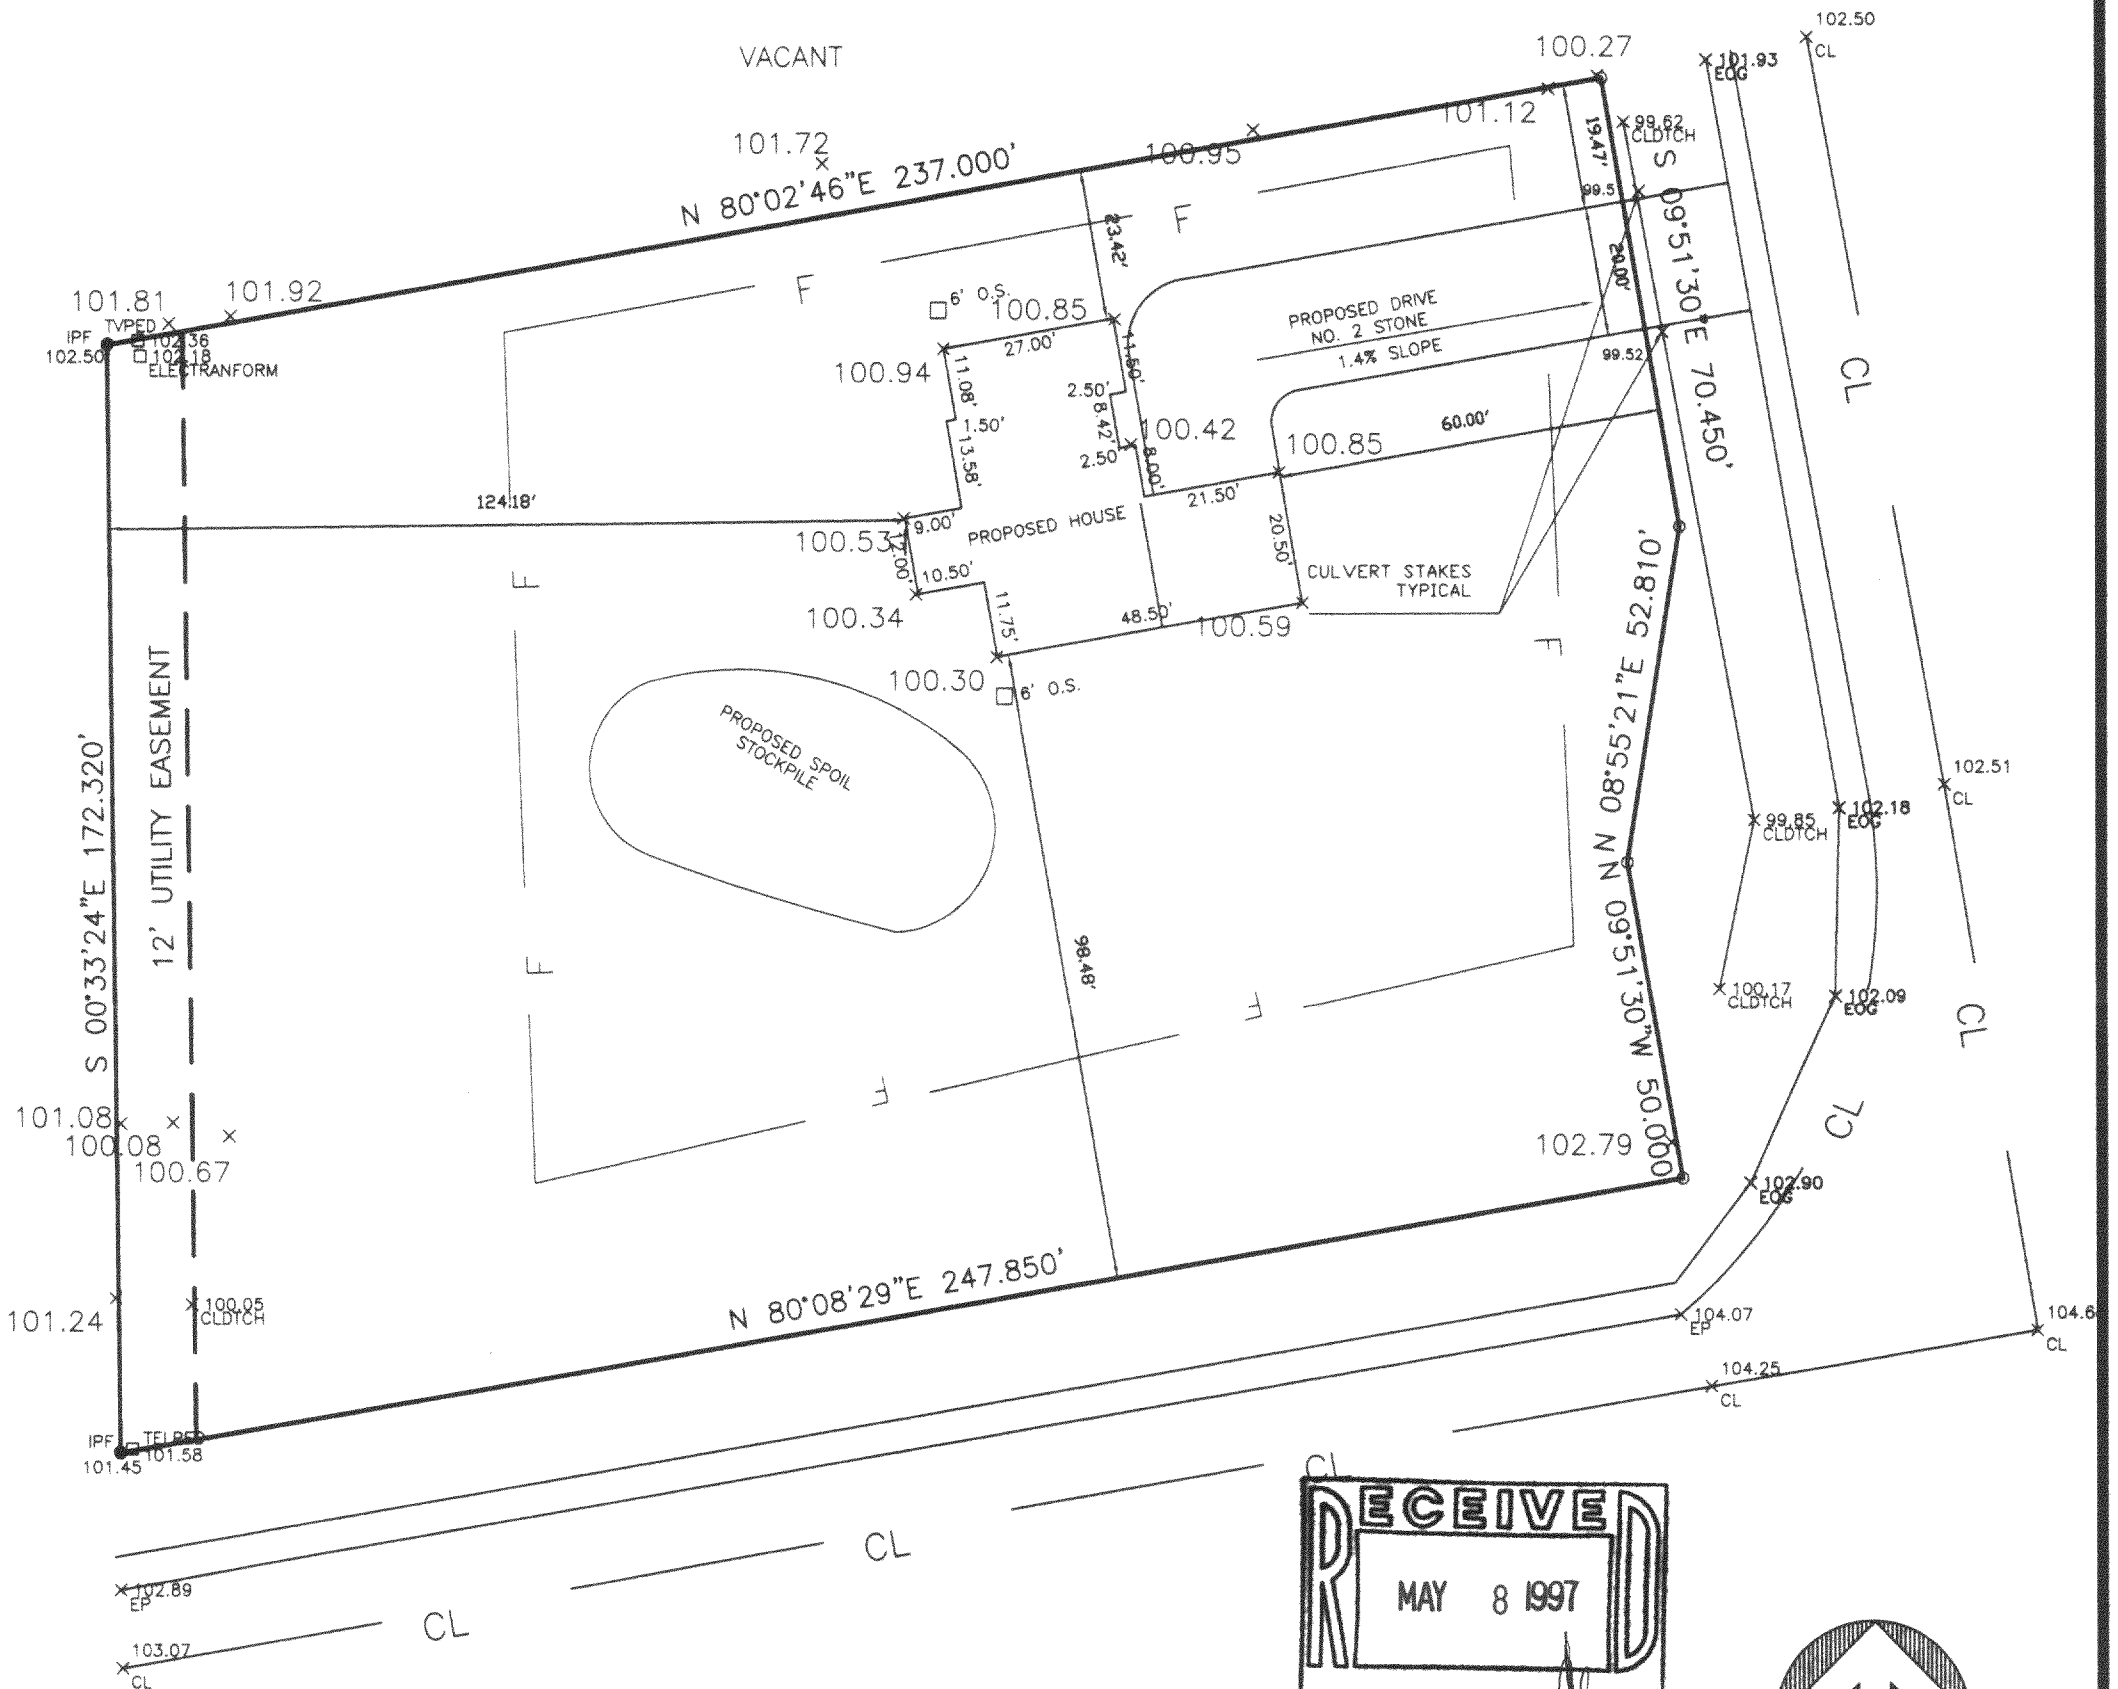 VACANT
100.27
102.50
CL
101.93
EOG
101.12
99.62
CLDTCH
101.72
100.95
19.47'
N 80°02'46"E 237.000'
S 09°51'30"E 70.450'
99.5
F
F
23.42'
20.00'
101.81
101.92
TVPED
IPF
102.50
102.36
102.18
ELECTRANFORM
6' O.S.
100.85
27.00'
PROPOSED DRIVE
NO. 2 STONE
1.4% SLOPE
99.52
100.94
11.08'
11.50'
2.50'
8.42'
1.50'
13.58'
100.42
2.50'
8.00'
60.00'
100.85
CL
124.18'
21.50'
9.00'
PROPOSED HOUSE
100.53
12.00'
20.50'
10.50'
CULVERT STAKES
TYPICAL
F
100.34
11.75'
48.50'
100.59
F
N 08°55'21"E 52.810'
100.30
6' O.S.
12' UTILITY EASEMENT
S 00°33'24"E 172.320'
PROPOSED SPOIL
STOCKPILE
102.51
CL
102.18
EOG
99.85
CLDTCH
F
98.48'
N 09°51'30"W 50.000
100.17
CLDTCH
102.09
EOG
F
CL
F
101.08
100.08
100.67
102.79
CL
102.90
EOG
N 80°08'29"E 247.850'
101.24
100.05
CLDTCH
104.07
EP
104.6
CL
104.25
CL
IPF
TELPED
101.45
101.58
CL
CL
102.89
EP
CL
103.07
CL
RECEIVED
MAY 8 1997